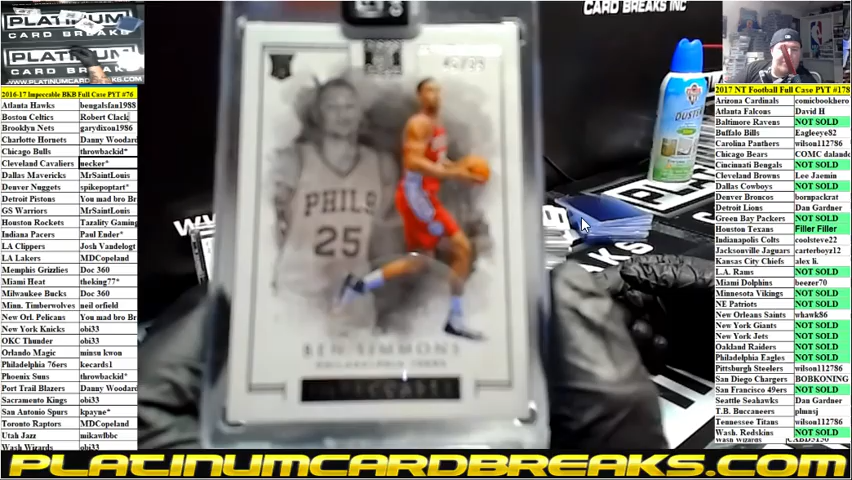 PLATINUM
CARD BREAKS
WWW.PLATINUMCARDBREAKS.COM
2016-17 Impeccable BKB Full Case PYT #76
Atlanta Hawks bengalsfan1988
Boston Celtics Robert Clack
Brooklyn Nets garydixon1986
Charlotte Hornets Danny Woodard
Chicago Bulls throwbackid*
Cleveland Cavaliers necker*
Dallas Mavericks MrSaintLouis
Denver Nuggets spikepoptart*
Detroit Pistons You mad Br
GS Warriors MrSaintLouis
Houston Rockets Tazality Gaming
Indiana Pacers Paul Ender*
LA Clippers Josh Vandelogt
LA Lakers MDCopeland
Memphis Grizzlies Doc 360
Miami Heat theking77*
Milwaukee Bucks Doc 360
Minn. Timberwolves neil orfield
New Orl. Pelicans You mad Br
New York Knicks obi33
OKC Thunder obi33
Orlando Magic minsu kwon
Philadelphia 76ers kecards1
Phoenix Suns throwbackid*
Port Trail Blazers Danny Woodard
Sacramento Kings obi33
San Antonio Spurs kpayne*
Toronto Raptors MDCopeland
Utah Jazz mikawlbbc
Wash Wizards obi33
CARD BREAKS INC
DUSTER
PHILA
25
BEN SIMMONS
PHILADELPHIA 76ERS
IMPECCABLE
2017 NT Football Full Case PYT #178
Arizona Cardinals comicbookhero
Atlanta Falcons David H
Baltimore Ravens NOT SOLD
Buffalo Bills Eagleeye82
Carolina Panthers wilson112786
Chicago Bears COMC daland
Cincinnati Bengals NOT SOLD
Cleveland Browns Lee Jaemin
Dallas Cowboys NOT SOLD
Denver Broncos bornpackrat
Detroit Lions Dan Gardner
Green Bay Packers NOT SOLD
Houston Texans Filler Filler
Indianapolis Colts coolsteve22
Jacksonville Jaguars carterboyz12
Kansas City Chiefs alex li.
L.A. Rams NOT SOLD
Miami Dolphins beezer70
Minnesota Vikings NOT SOLD
NE Patriots NOT SOLD
New Orleans Saints whawk86
New York Giants NOT SOLD
New York Jets NOT SOLD
Oakland Raiders NOT SOLD
Philadelphia Eagles NOT SOLD
Pittsburgh Steelers wilson112786
San Diego Chargers BOBKONING
San Francisco 49ers NOT SOLD
Seattle Seahawks Dan Gardner
T.B. Buccaneers plmnsj
Tennessee Titans wilson112786
Wash. Redskins NOT SOLD
PLATINUMCARDBREAKS.COM